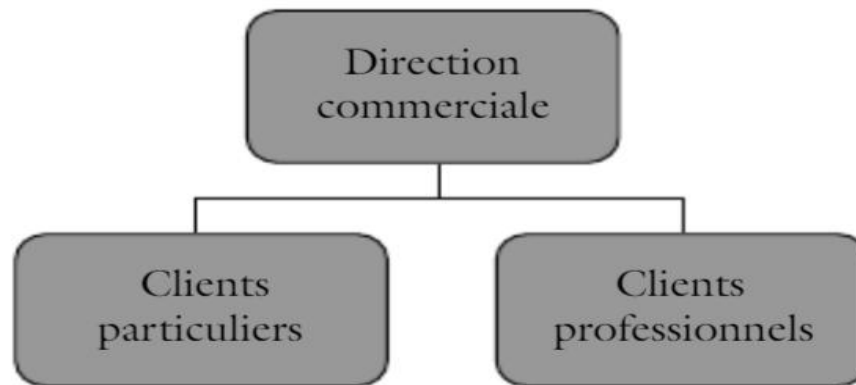 Direction
commerciale
Clients
particuliers
Clients
professionnels